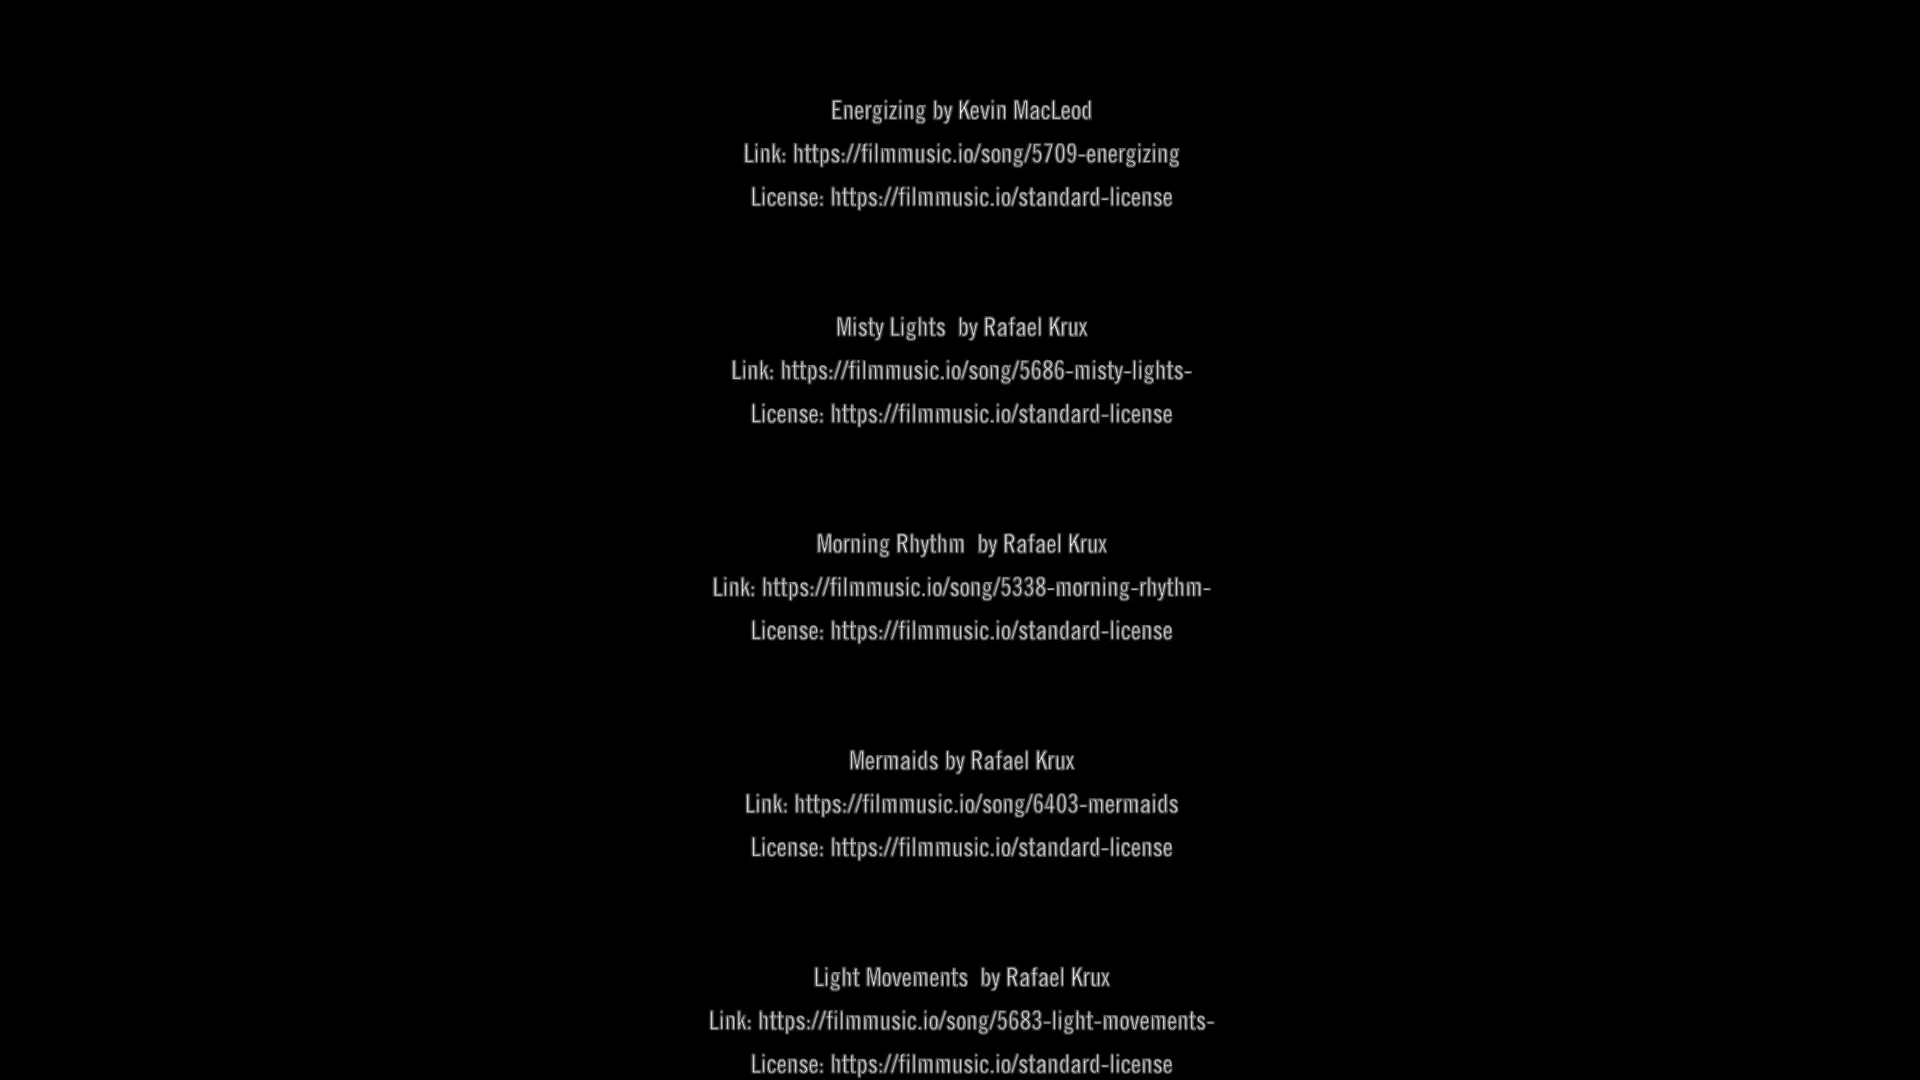 Energizing by Kevin MacLeod
Link: https://filmmusic.io/song/5709-energizing
License: https://filmmusic.io/standard-license
Misty Lights  by Rafael Krux
Link: https://filmmusic.io/song/5686-misty-lights-
License: https://filmmusic.io/standard-license
Morning Rhythm  by Rafael Krux
Link: https://filmmusic.io/song/5338-morning-rhythm-
License: https://filmmusic.io/standard-license
Mermaids by Rafael Krux
Link: https://filmmusic.io/song/6403-mermaids
License: https://filmmusic.io/standard-license
Light Movements  by Rafael Krux
Link: https://filmmusic.io/song/5683-light-movements-
License: https://filmmusic.io/standard-license